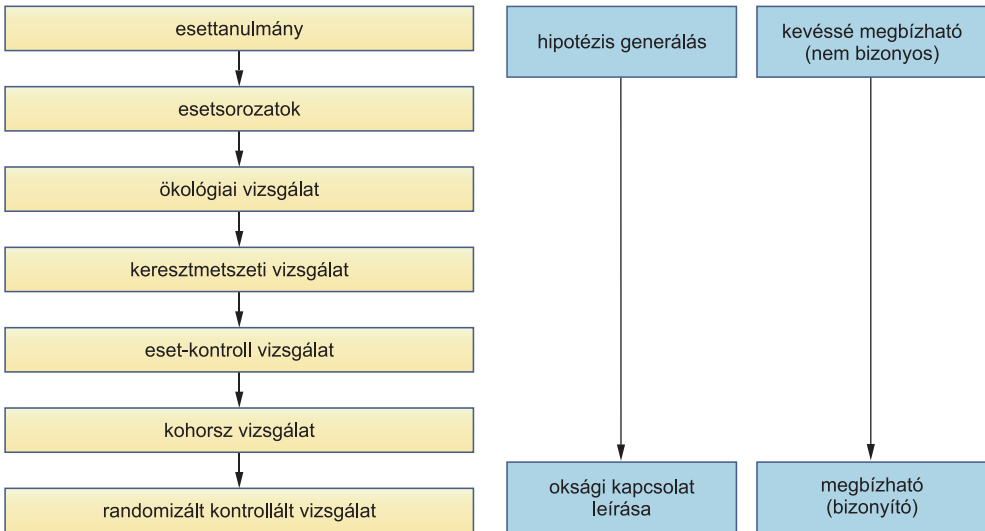 esettanulmány
esetsorozatok
ökológiai vizsgálat
keresztmetszeti vizsgálat
eset-kontroll vizsgálat
kohorsz vizsgálat
randomizált kontrollált vizsgálat
hipotézis generálás
oksági kapcsolat
leírása
kevéssé megbízható
(nem bizonyos)
megbízható
(bizonyító)